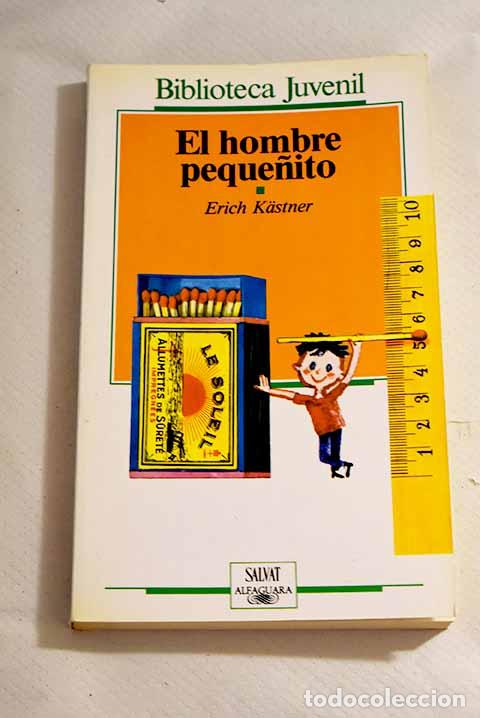 Biblioteca Juvenil
El hombre
pequeñito
Erich Kästner
10
9
8
7
6
5
4
3
2
1
LE SOLEIL
ALLUMETTES DE SÛRETÉ
IMPREGNÉES
SALVAT
ALFAGUARA
todocoleccion